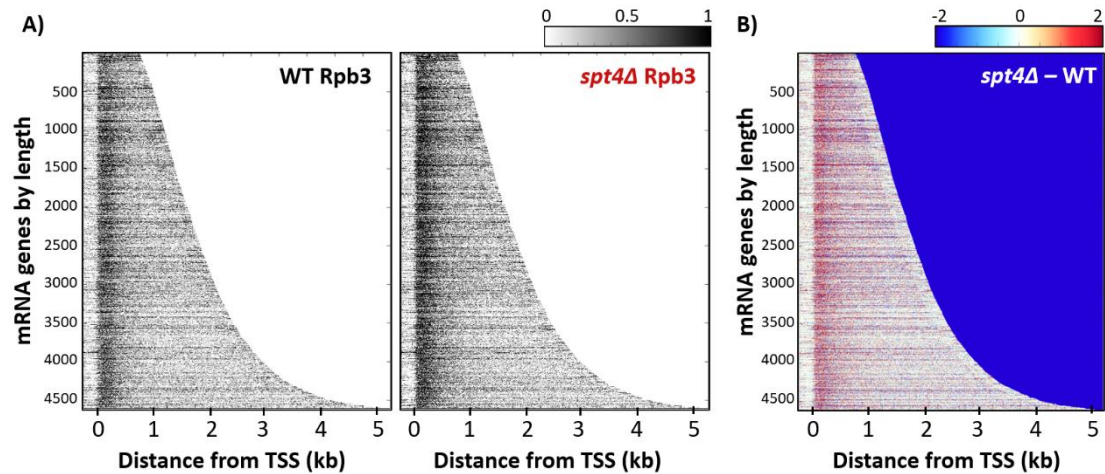 A)
0 0.5 1
WT Rpb3
spt4Δ Rpb3
mRNA genes by length
500
1000
1500
2000
2500
3000
3500
4000
4500
0 1 2 3 4 5
Distance from TSS (kb)
0 1 2 3 4 5
Distance from TSS (kb)
B)
-2 0 2
spt4Δ – WT
mRNA genes by length
500
1000
1500
2000
2500
3000
3500
4000
4500
0 1 2 3 4 5
Distance from TSS (kb)